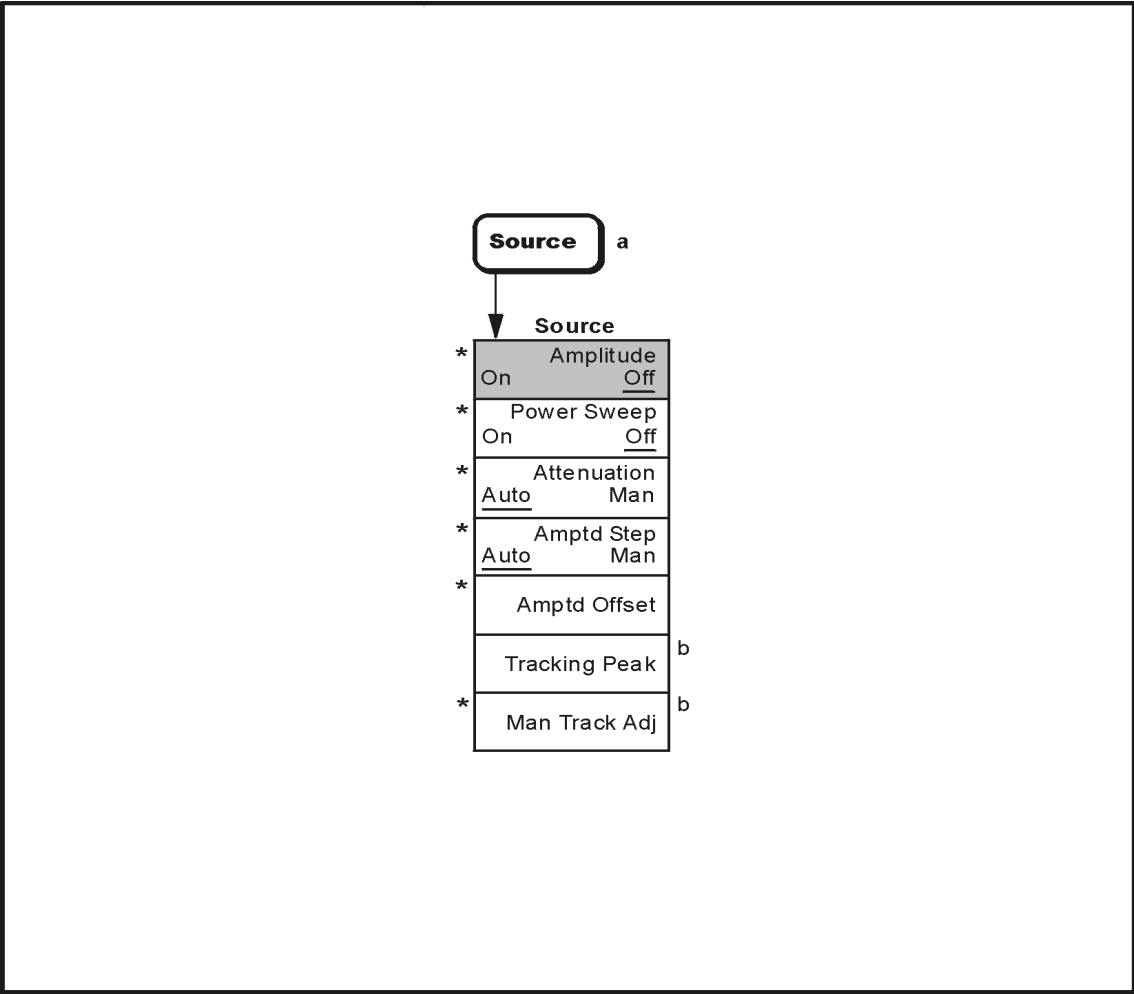 Source a
Source
* Amplitude
On Off
* Power Sweep
On Off
* Attenuation
Auto Man
* Amptd Step
Auto Man
*
Amptd Offset
b
Tracking Peak
* b
Man Track Adj